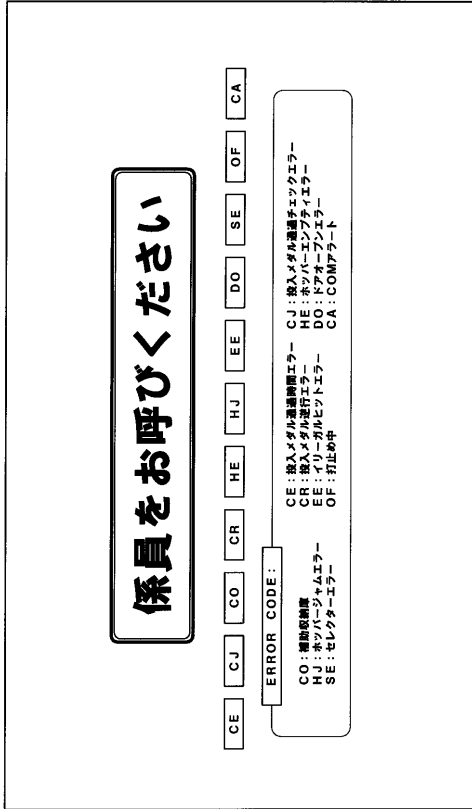 係員をお呼びください
CE CJ CO CR HE HJ EE DO SE OF CA
ERROR CODE:
CO:補助収納庫
HJ:ホッパージャムエラー
SE:セレクターエラー
CE:投入メダル通過時間エラー
CR:投入メダル逆行エラー
EE:イリーガルヒットエラー
OF:打止め中
CJ:投入メダル通過チェックエラー
HE:ホッパーエンプティエラー
DO:ドアオープンエラー
CA:COMアラート